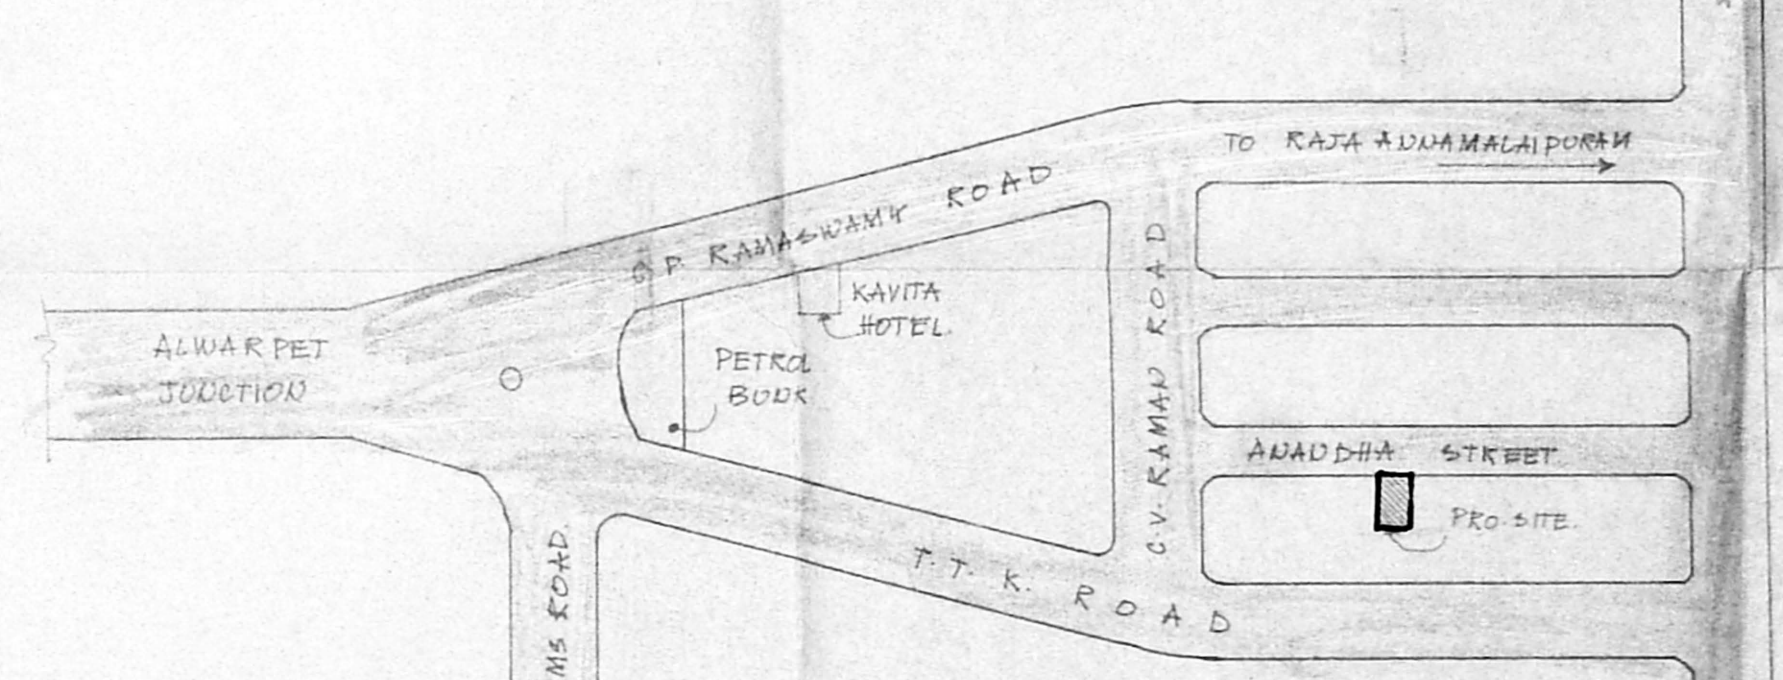 TO RAJA ANNAMALAIPURAM
C P. RAMASWAMY ROAD
KAVITA
HOTEL.
ALWARPET
JUNCTION
PETROL
BUNK
C.V. RAMAN ROAD
ANANDHA STREET
PRO.SITE.
T.T.K. ROAD
MS ROAD.